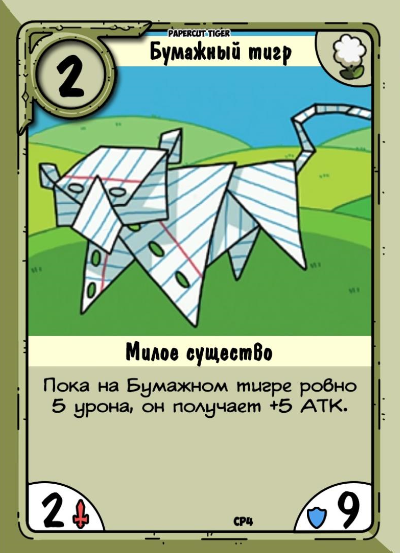 PAPERCUT TIGER
Бумажный тигр
2
Милое существо
Пока на Бумажном тигре ровно
5 урона, он получает +5 АТК.
2
CP4
9